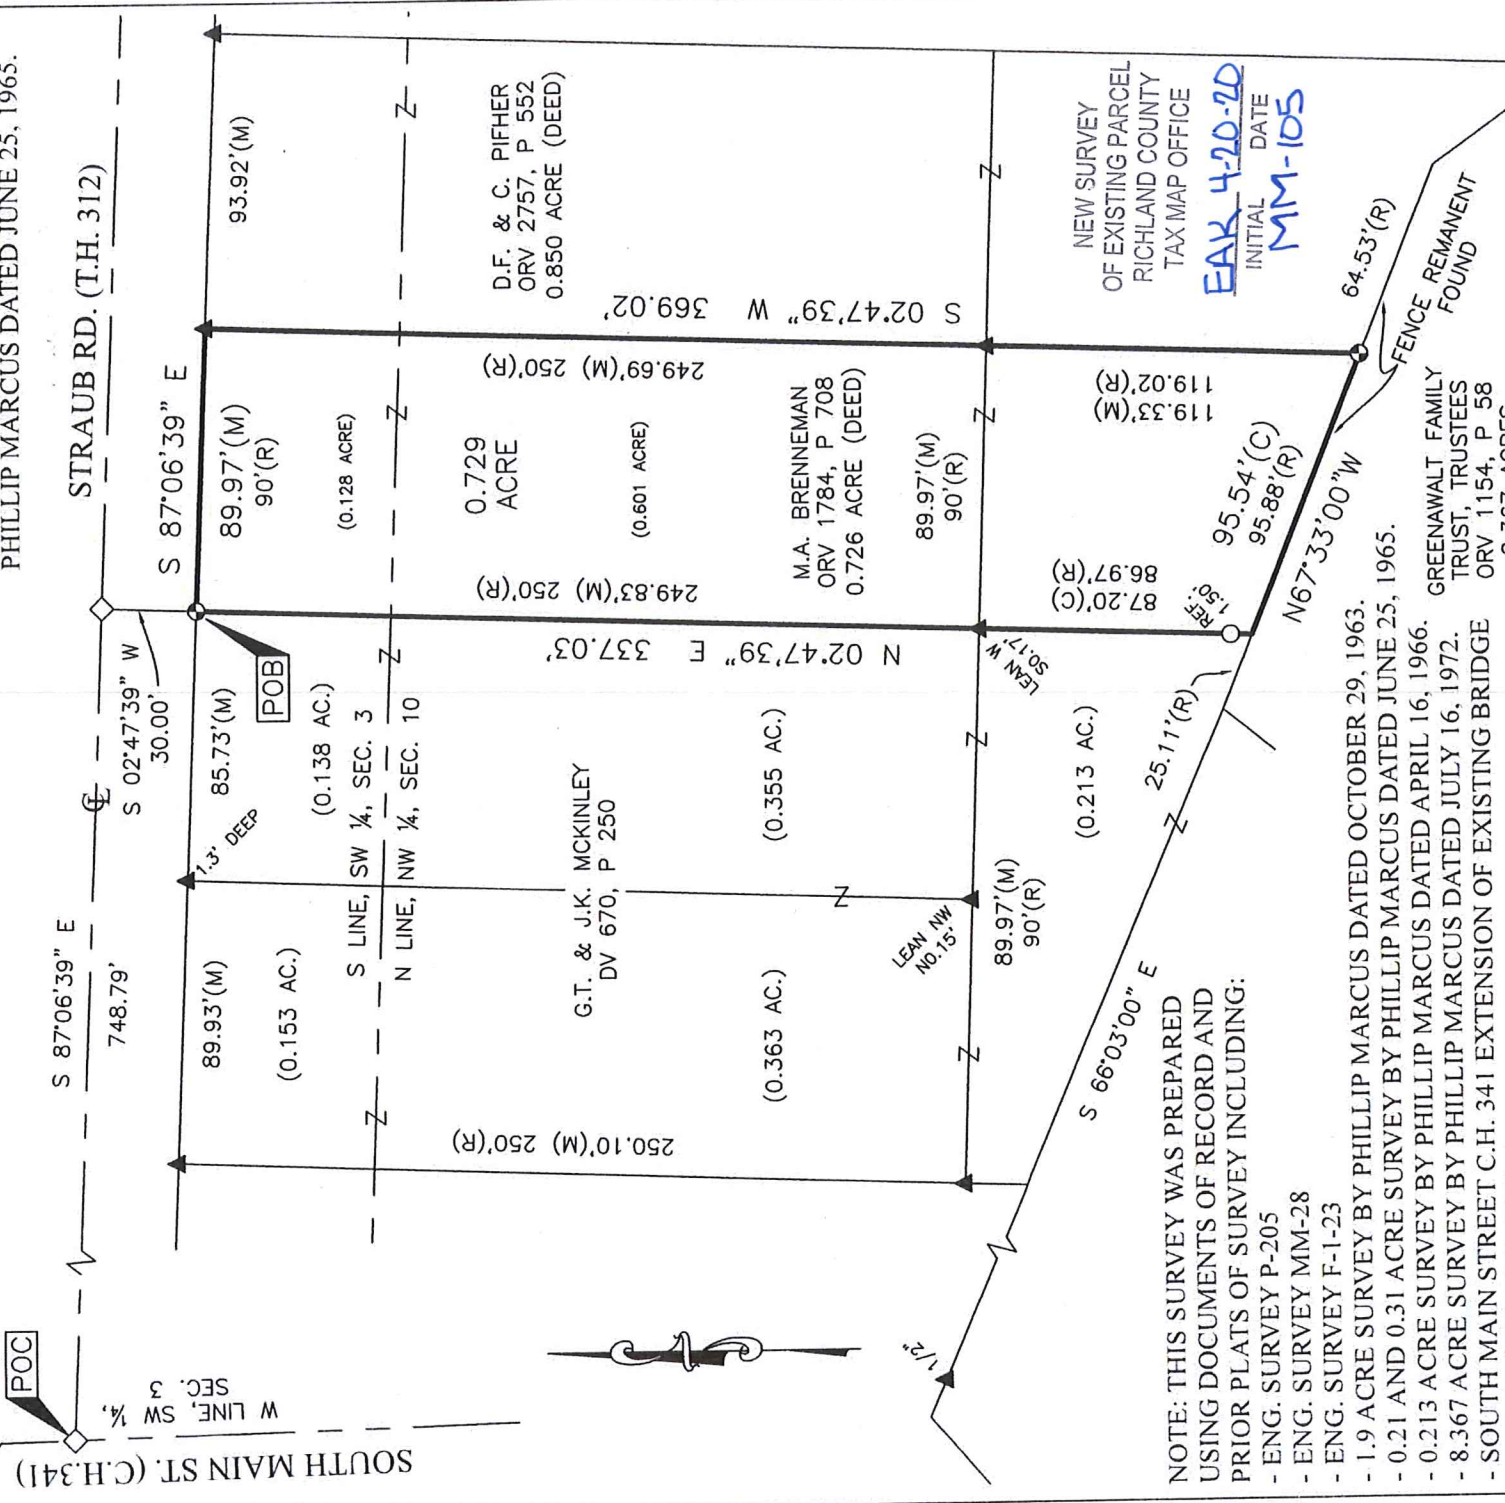 PHILLIP MARCUS DATED JUNE 25, 1965.
STRAUB RD. (T.H. 312)
POC
SOUTH MAIN ST. (C.H.341)
W LINE, SW ¼,
SEC. 3
S 87°06'39" E
748.79'
℄
S 02°47'39" W
30.00'
POB
S 87°06'39" E
89.93'(M)
1.3' DEEP
85.73'(M)
89.97'(M)
90'(R)
93.92'(M)
(0.153 AC.)
(0.138 AC.)
(0.128 ACRE)
S LINE, SW ¼, SEC. 3
N LINE, NW ¼, SEC. 10
250.10'(M) 250'(R)
G.T. & J.K. MCKINLEY
DV 670, P 250
(0.363 AC.)
(0.355 AC.)
249.83'(M) 250'(R)
N 02°47'39" E 337.03'
0.729
ACRE
(0.601 ACRE)
M.A. BRENNEMAN
ORV 1784, P 708
0.726 ACRE (DEED)
249.69'(M) 250'(R)
S 02°47'39" W 369.02'
D.F. & C. PIFHER
ORV 2757, P 552
0.850 ACRE (DEED)
LEAN NW
N0.15'
89.97'(M)
90'(R)
LEAN W
S0.17'
89.97'(M)
90'(R)
(0.213 AC.)
87.20'(C)
86.97'(R)
REF.
1.50'
119.33'(M)
119.02'(R)
NEW SURVEY
OF EXISTING PARCEL
RICHLAND COUNTY
TAX MAP OFFICE
EAK 4-20-20
INITIAL DATE
MM-105
1/2"
S 66°03'00" E
25.11'(R)
95.54'(C)
95.88'(R)
N67°33'00"W
64.53'(R)
FENCE REMANENT
FOUND
GREENAWALT FAMILY
TRUST, TRUSTEES
ORV 1154, P 58
NOTE: THIS SURVEY WAS PREPARED
USING DOCUMENTS OF RECORD AND
PRIOR PLATS OF SURVEY INCLUDING:
- ENG. SURVEY P-205
- ENG. SURVEY MM-28
- ENG. SURVEY F-1-23
- 1.9 ACRE SURVEY BY PHILLIP MARCUS DATED OCTOBER 29, 1963.
- 0.21 AND 0.31 ACRE SURVEY BY PHILLIP MARCUS DATED JUNE 25, 1965.
- 0.213 ACRE SURVEY BY PHILLIP MARCUS DATED APRIL 16, 1966.
- 8.367 ACRE SURVEY BY PHILLIP MARCUS DATED JULY 16, 1972.
- SOUTH MAIN STREET C.H. 341 EXTENSION OF EXISTING BRIDGE